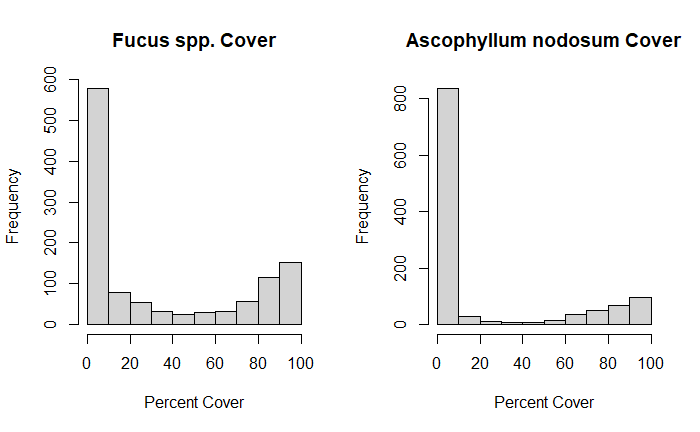 Fucus spp. Cover
Frequency
0 100 200 300 400 500 600
0 20 40 60 80 100
Percent Cover
Ascophyllum nodosum Cover
Frequency
0 200 400 600 800
0 20 40 60 80 100
Percent Cover